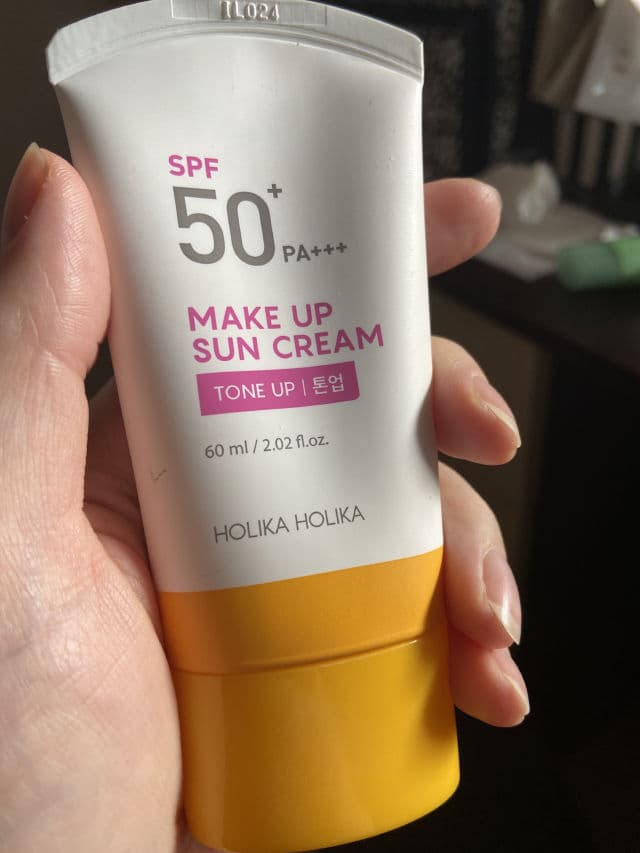 TL024
SPF
50+
PA+++
MAKE UP
SUN CREAM
TONE UP | 톤업
60 ml / 2.02 fl.oz.
HOLIKA HOLIKA